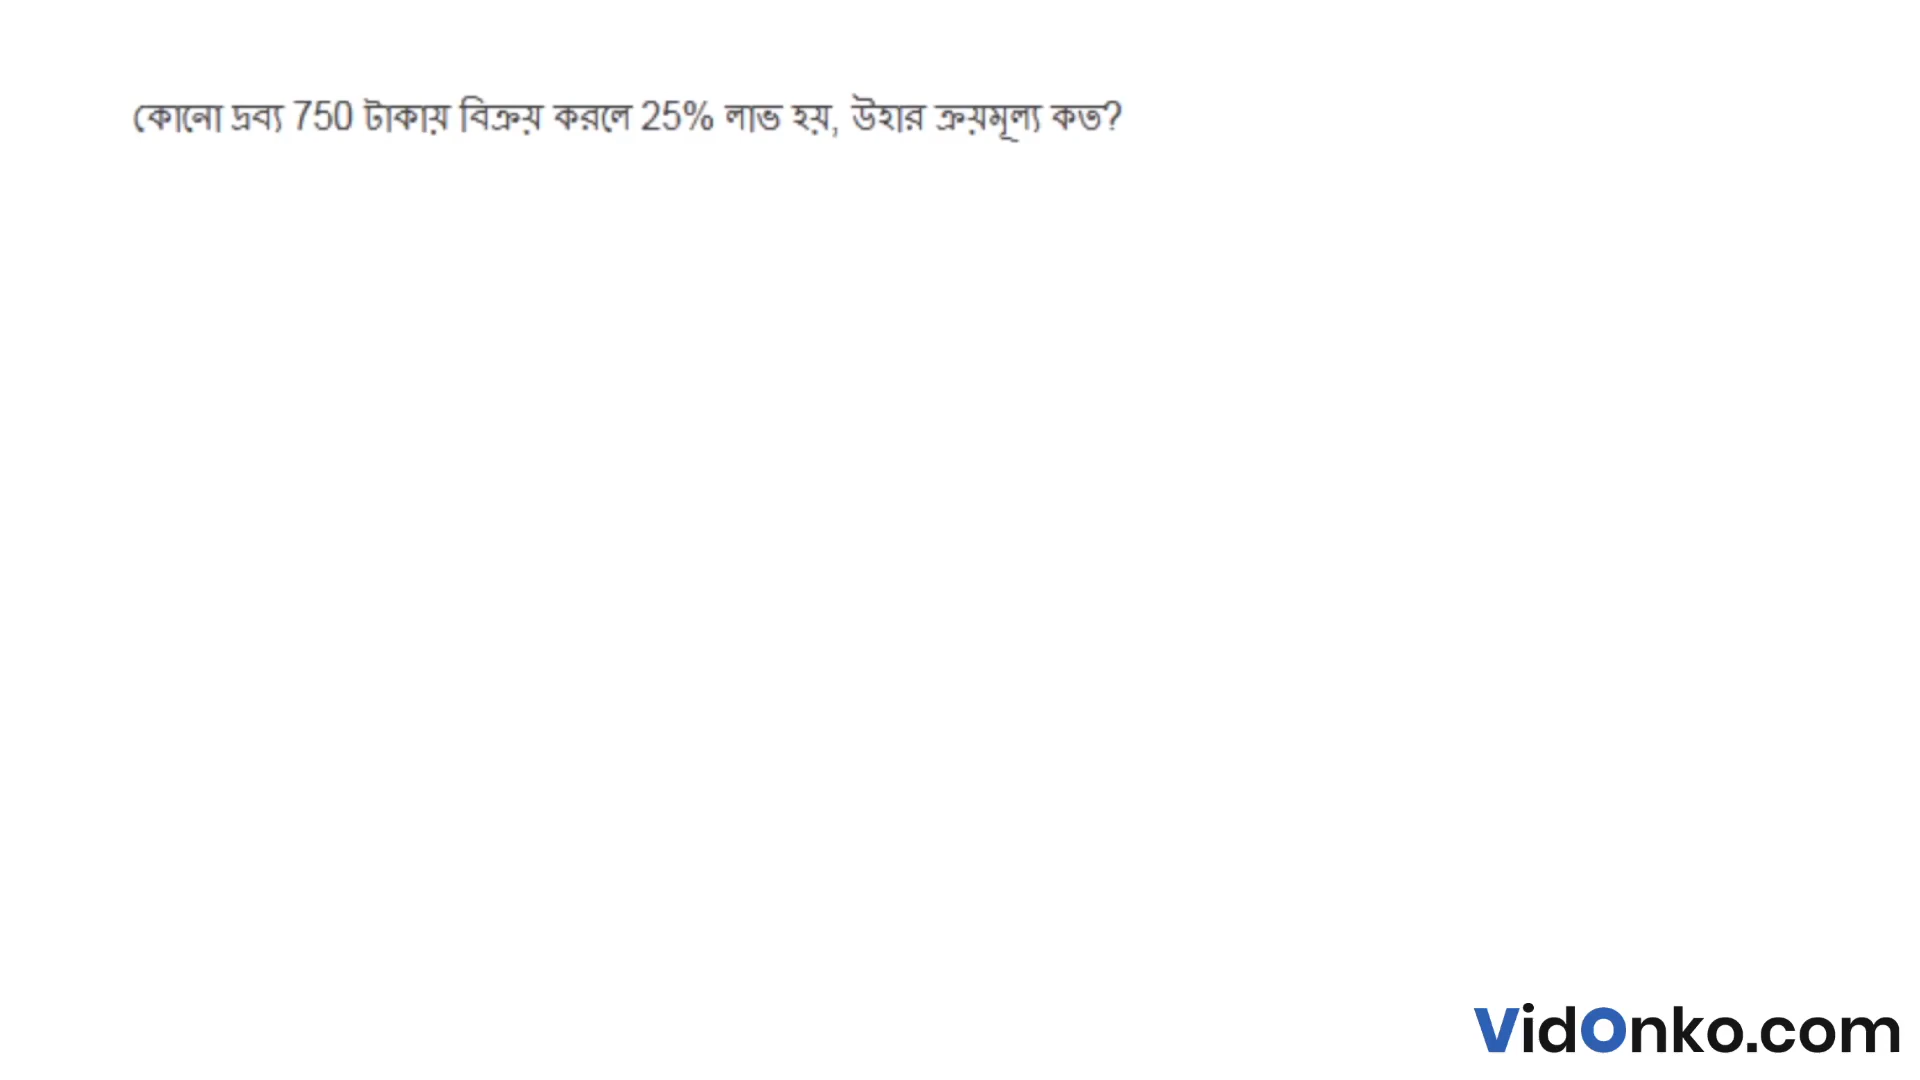 কোনো দ্রব্য 750 টাকায় বিক্রয় করলে 25% লাভ হয়, উহার ক্রয়মূল্য কত?
VidOnko.com